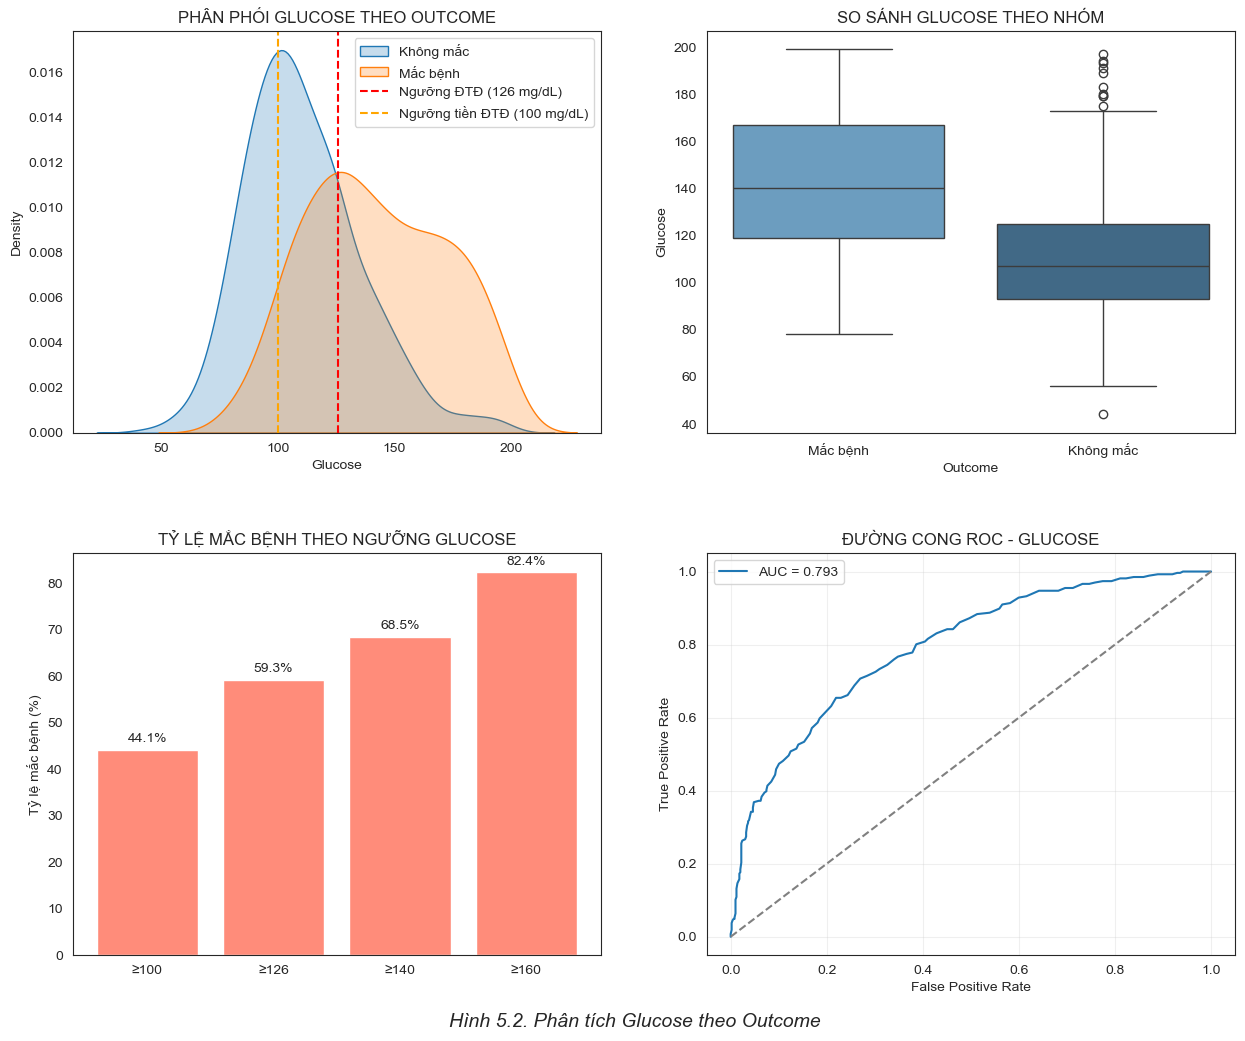 PHÂN PHỐI GLUCOSE THEO OUTCOME
Density
0.016
0.014
0.012
0.010
0.008
0.006
0.004
0.002
0.000
Không mắc
Mắc bệnh
Ngưỡng ĐTĐ (126 mg/dL)
Ngưỡng tiền ĐTĐ (100 mg/dL)
50 100 150 200
Glucose
SO SÁNH GLUCOSE THEO NHÓM
Glucose
200
180
160
140
120
100
80
60
40
Mắc bệnh Không mắc
Outcome
TỶ LỆ MẮC BỆNH THEO NGƯỠNG GLUCOSE
Tỷ lệ mắc bệnh (%)
80
70
60
50
40
30
20
10
0
44.1%
59.3%
68.5%
82.4%
≥100 ≥126 ≥140 ≥160
ĐƯỜNG CONG ROC - GLUCOSE
AUC = 0.793
True Positive Rate
1.0
0.8
0.6
0.4
0.2
0.0
0.0 0.2 0.4 0.6 0.8 1.0
False Positive Rate
Hình 5.2. Phân tích Glucose theo Outcome